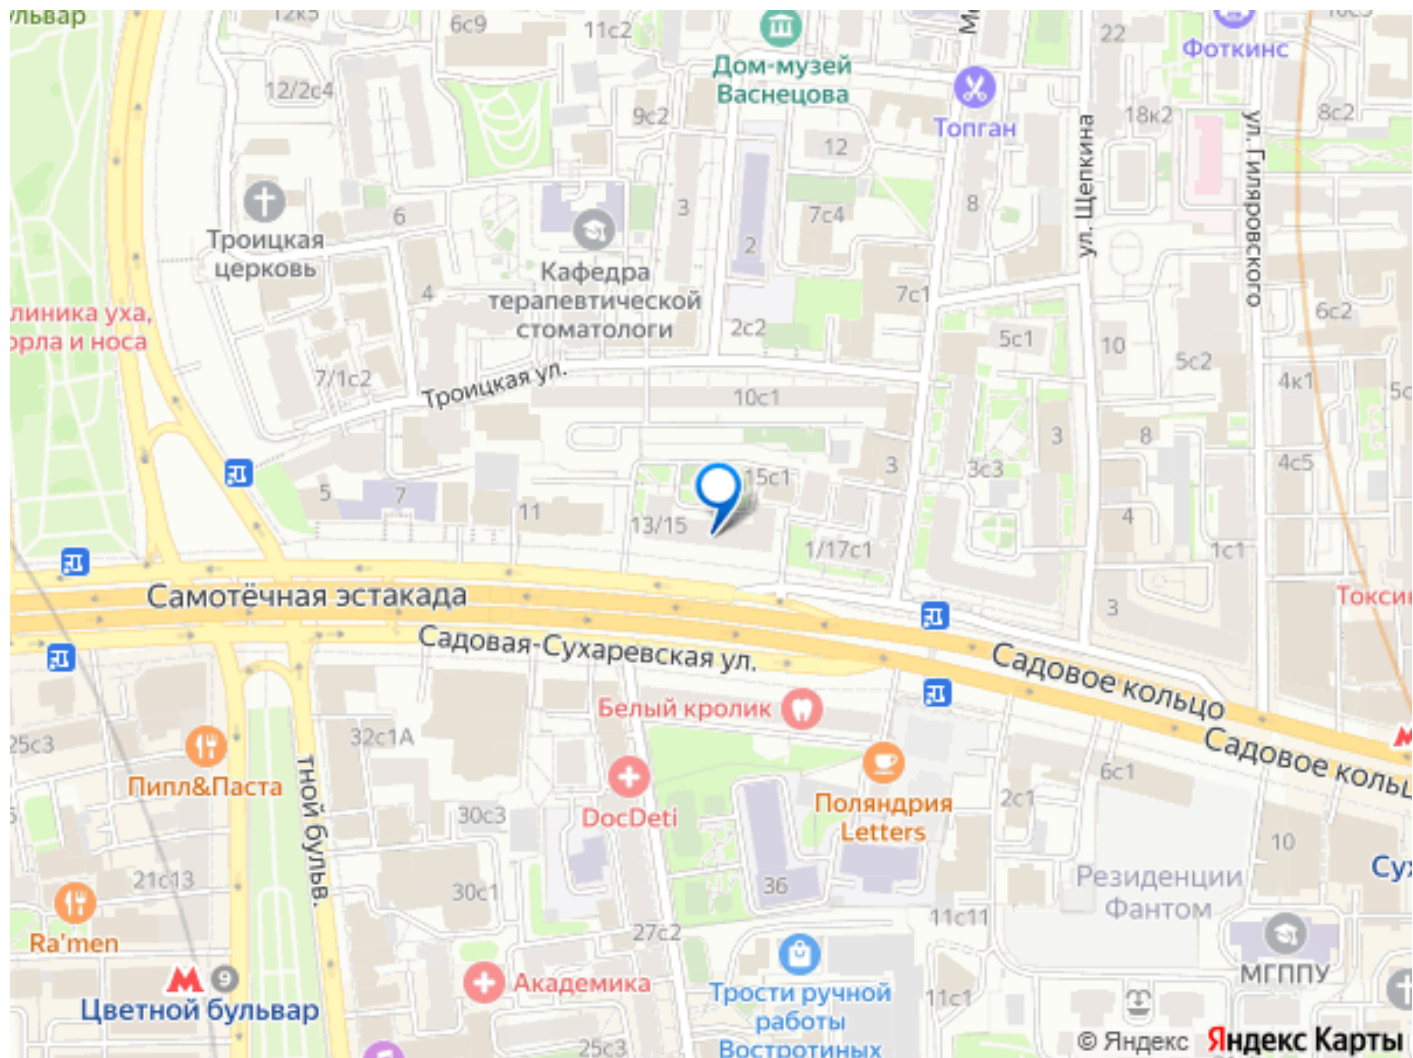 бульвар
12к5
6с9
11с2
22
Фоткинс
12/2с4
Дом-музей
Васнецова
9с2
Топган
18к2
8с2
12
ул. Щепкина
ул. Гиляровского
Троицкая
церковь
6
3
7с4
8
2
Кафедра
терапевтической
стоматологи
4
7с1
6с2
линика уха,
орла и носа
2с2
5с1
10
5с2
7/1с2
Троицкая ул.
10с1
4к1
3
8
5
7
11
15с1
3
3с3
4с5
13/15
1/17с1
4
1с1
Самотёчная эстакада
3
Токсин
Садовая-Сухаревская ул.
Садовое кольцо
Белый кролик
Садовое кольц
25с3
32с1А
Пипл&Паста
тной бульв.
DocDeti
30с3
Поляндрия
Letters
2с1
6с1
10
21с13
30с1
36
Резиденции
Фантом
Сух
Ra'men
27с2
11с11
9
Цветной бульвар
Академика
МГППУ
Трости ручной
работы
Востротиных
11с1
25с3
© Яндекс Яндекс Карты